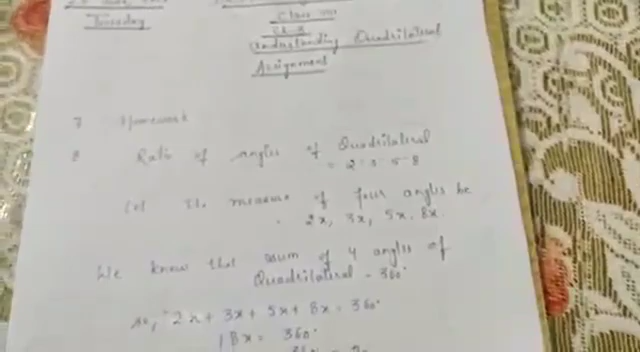 Tuesday
Class VIII
Understanding Quadrilateral
Assignment
Homework
Ratio of angles of Quadrilateral
= 2:3:5:8
Let the measure of four angles be
2x, 3x, 5x, 8x.
We know that sum of 4 angles of
Quadrilateral = 360°
so, 2x + 3x + 5x + 8x = 360°
18x = 360°